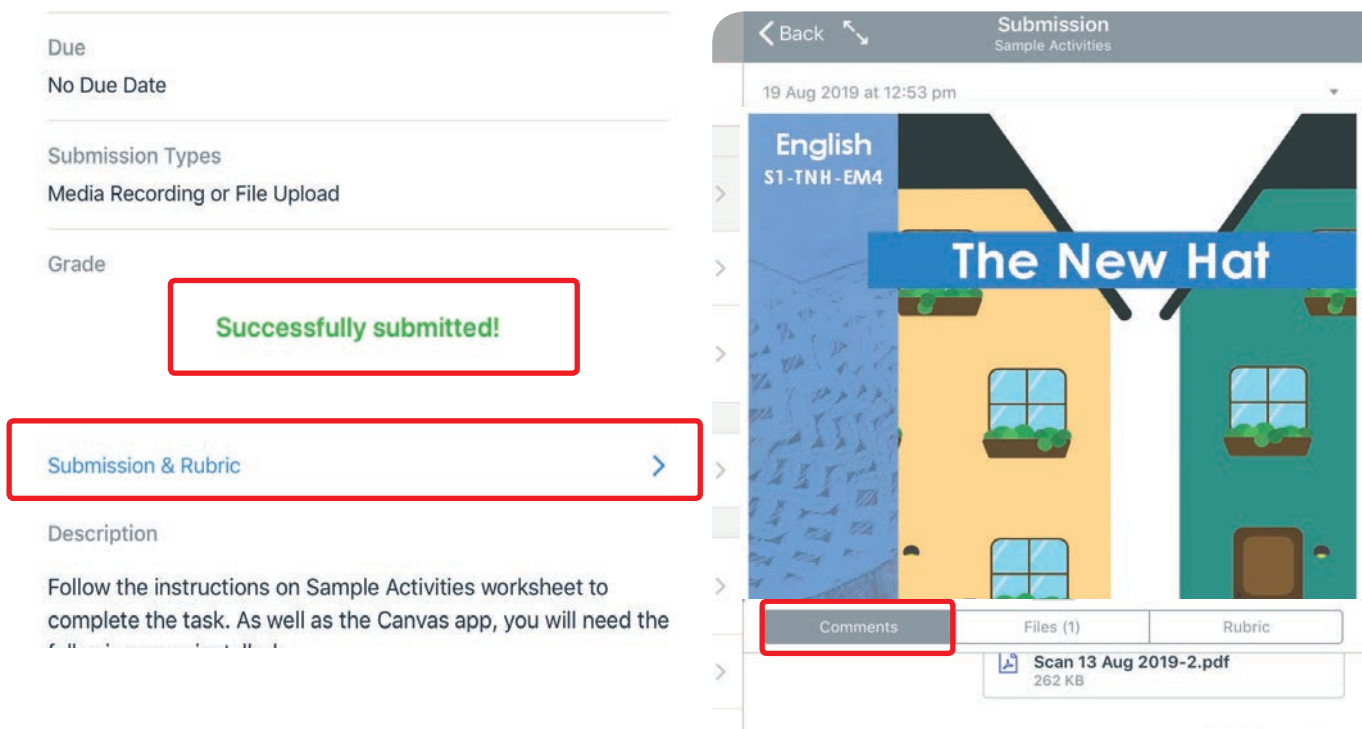 Due
No Due Date
Submission Types
Media Recording or File Upload
Grade
Successfully submitted!
Submission & Rubric
Description
Follow the instructions on Sample Activities worksheet to
complete the task. As well as the Canvas app, you will need the
Back
Submission
Sample Activities
19 Aug 2019 at 12:53 pm
English
S1-TNH-EM4
The New Hat
Comments
Files (1)
Rubric
Scan 13 Aug 2019-2.pdf
262 KB